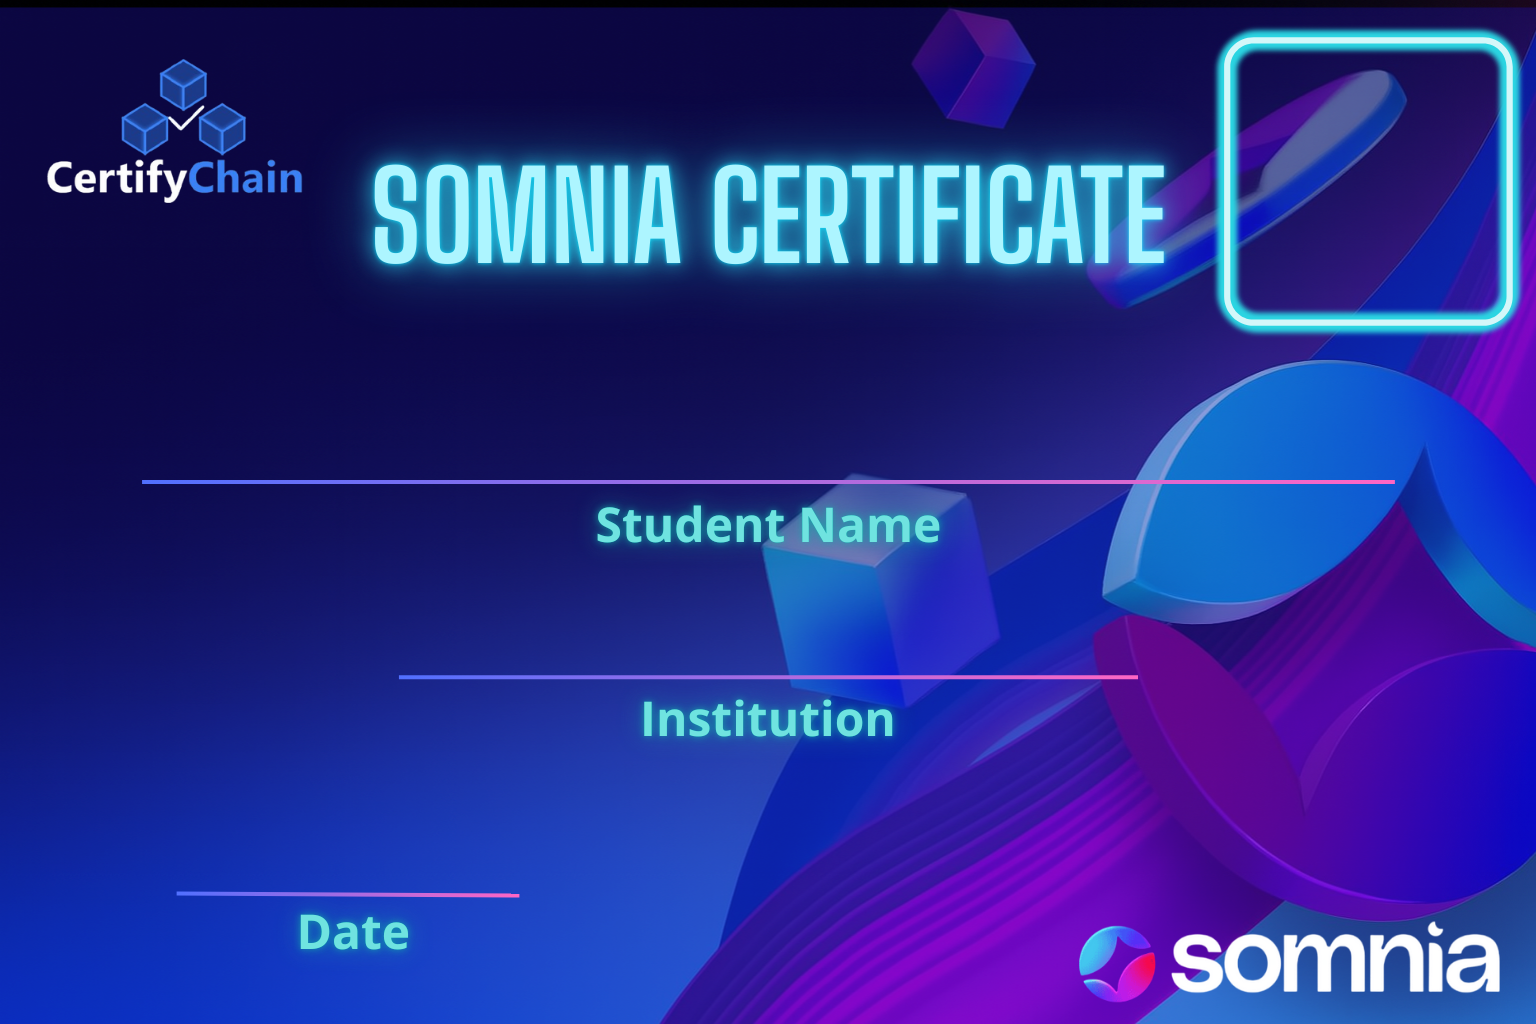 CertifyChain
SOMNIA CERTIFICATE
Student Name
Institution
Date
somnia